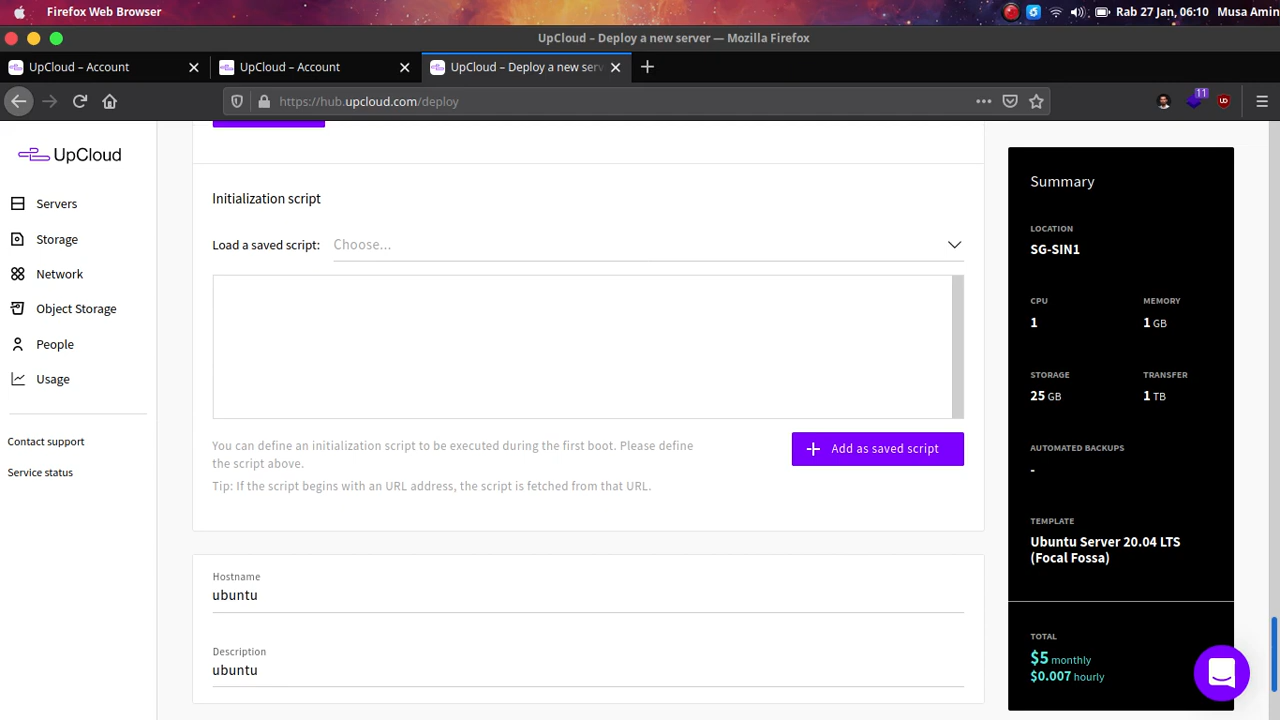 Firefox Web Browser
Rab 27 Jan, 06:10 Musa Amin
UpCloud – Deploy a new server — Mozilla Firefox
UpCloud – Account
UpCloud – Account
UpCloud – Deploy a new serv
https://hub.upcloud.com/deploy
11
UpCloud
Servers
Storage
Network
Object Storage
People
Usage
Contact support
Service status
Initialization script
Load a saved script: Choose...
You can define an initialization script to be executed during the first boot. Please define
the script above.
Tip: If the script begins with an URL address, the script is fetched from that URL.
Add as saved script
Hostname
ubuntu
Description
ubuntu
Summary
LOCATION
SG-SIN1
CPU MEMORY
1 1 GB
STORAGE TRANSFER
25 GB 1 TB
AUTOMATED BACKUPS
-
TEMPLATE
Ubuntu Server 20.04 LTS
(Focal Fossa)
TOTAL
$5 monthly
$0.007 hourly